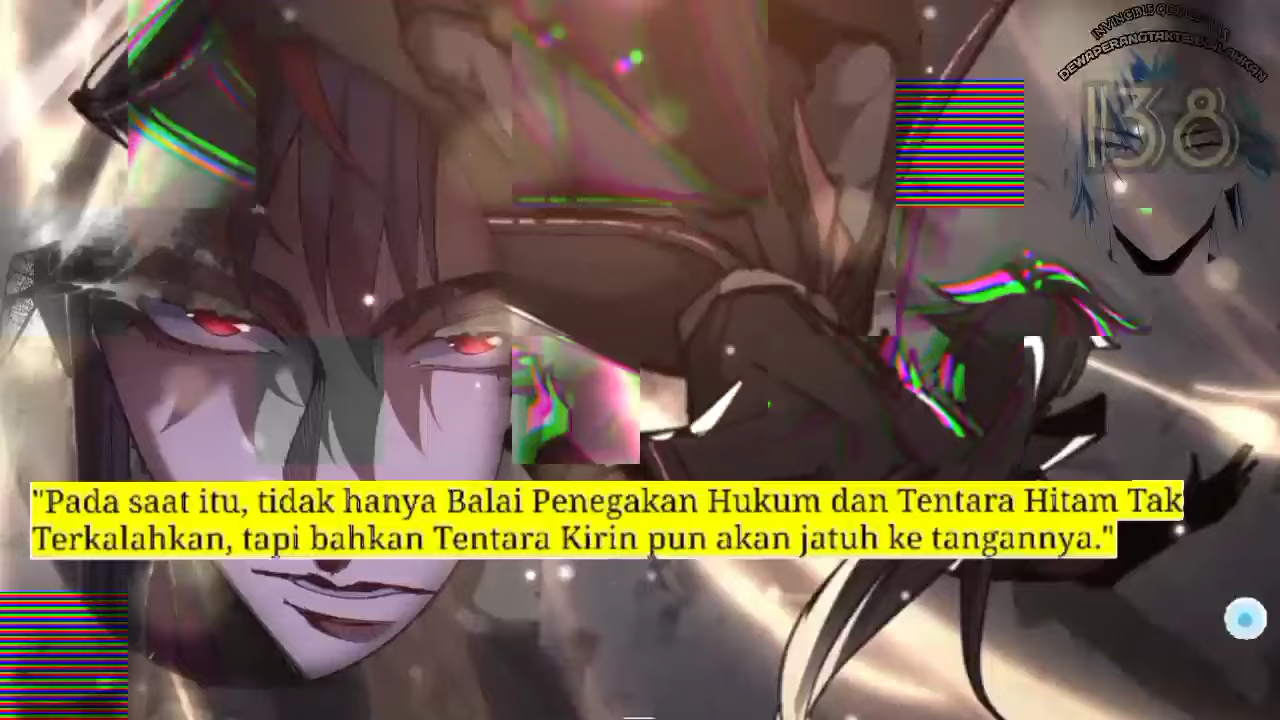 DEWAPERANGTAKTERKALAHKAN
138
"Pada saat itu, tidak hanya Balai Penegakan Hukum dan Tentara Hitam Tak
Terkalahkan, tapi bahkan Tentara Kirin pun akan jatuh ke tangannya."